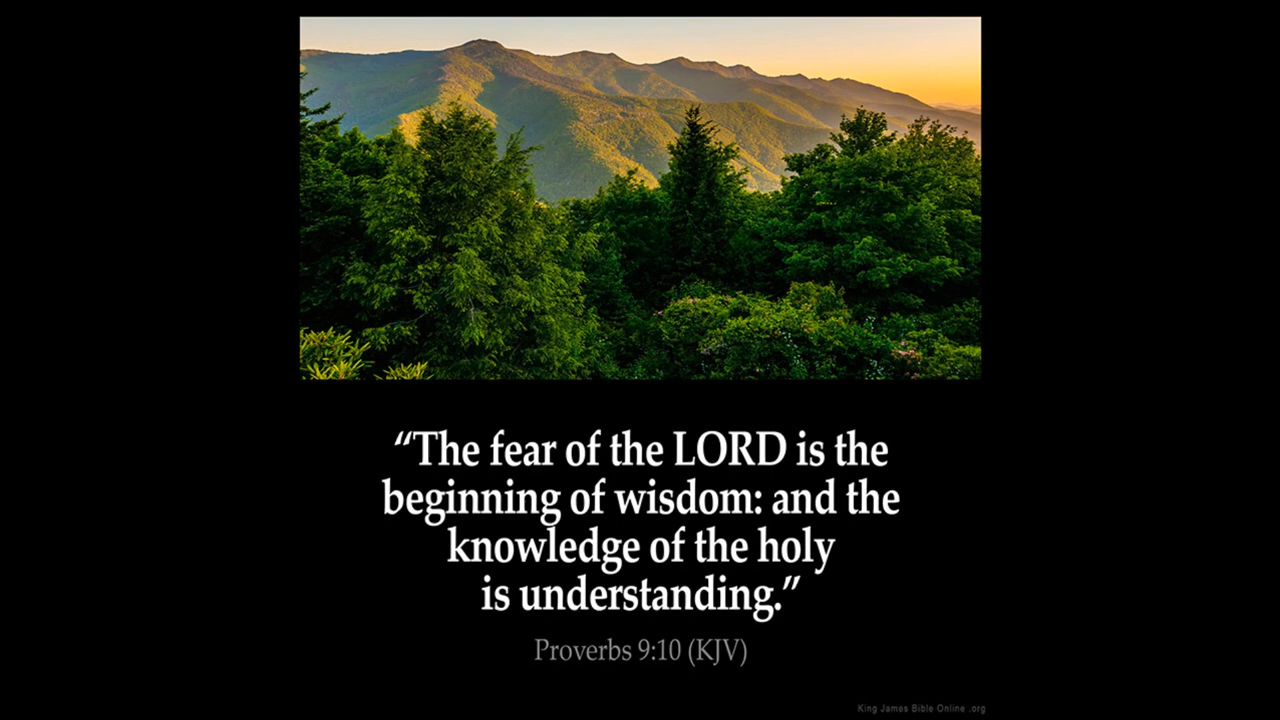 “The fear of the LORD is the
beginning of wisdom: and the
knowledge of the holy
is understanding.”
Proverbs 9:10 (KJV)
King James Bible Online .org